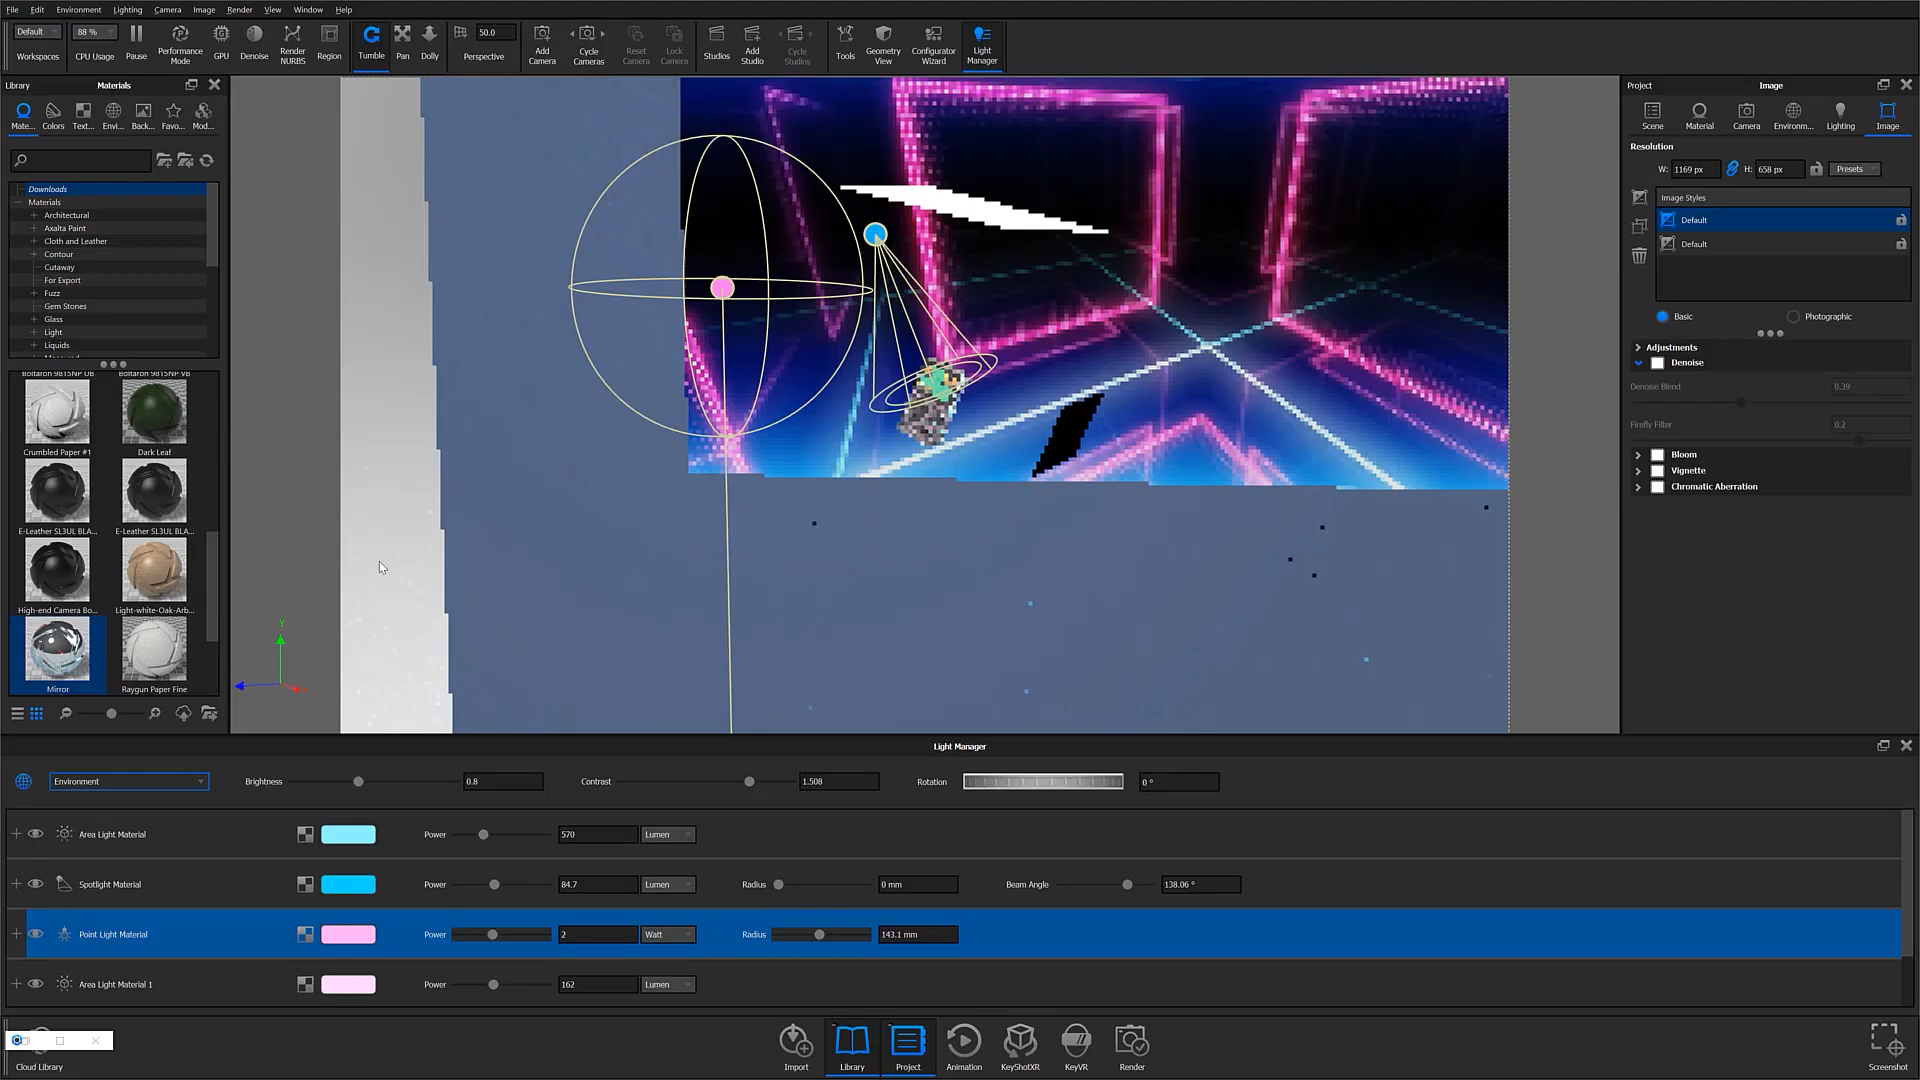 File Edit Environment Lighting Camera Image Render View Window Help
Default 88 % 50.0
Workspaces CPU Usage Pause Performance Mode GPU Denoise Render NURBS Region Tumble Pan Dolly Perspective Add Camera Cycle Cameras Reset Camera Lock Camera Studios Add Studio Cycle Studios Tools Geometry View Configurator Wizard Light Manager
Library Materials
Mate... Colors Text... Envi... Back... Favo... Mod...
Downloads
Materials
Architectural
Axalta Paint
Cloth and Leather
Contour
Cutaway
For Export
Fuzz
Gem Stones
Glass
Light
Liquids
Boltaron 9815NP UB Boltaron 9815NP VB
Crumbled Paper #1 Dark Leaf
E-Leather SL3UL BLA... E-Leather SL3UL BLA...
High-end Camera Bo... Light-white-Oak-Arb...
Mirror Raygun Paper Fine
y
Project Image
Scene Material Camera Environm... Lighting Image
Resolution
W: 1169 px H: 658 px Presets
Image Styles
Default
Default
Basic Photographic
Adjustments
Denoise
Denoise Blend 0.39
Firefly Filter 0.2
Bloom
Vignette
Chromatic Aberration
Light Manager
Environment Brightness 0.8 Contrast 1.508 Rotation 0 °
Area Light Material Power 570 Lumen
Spotlight Material Power 84.7 Lumen Radius 0 mm Beam Angle 138.06 °
Point Light Material Power 2 Watt Radius 143.1 mm
Area Light Material 1 Power 162 Lumen
Cloud Library Import Library Project Animation KeyShotXR KeyVR Render Screenshot